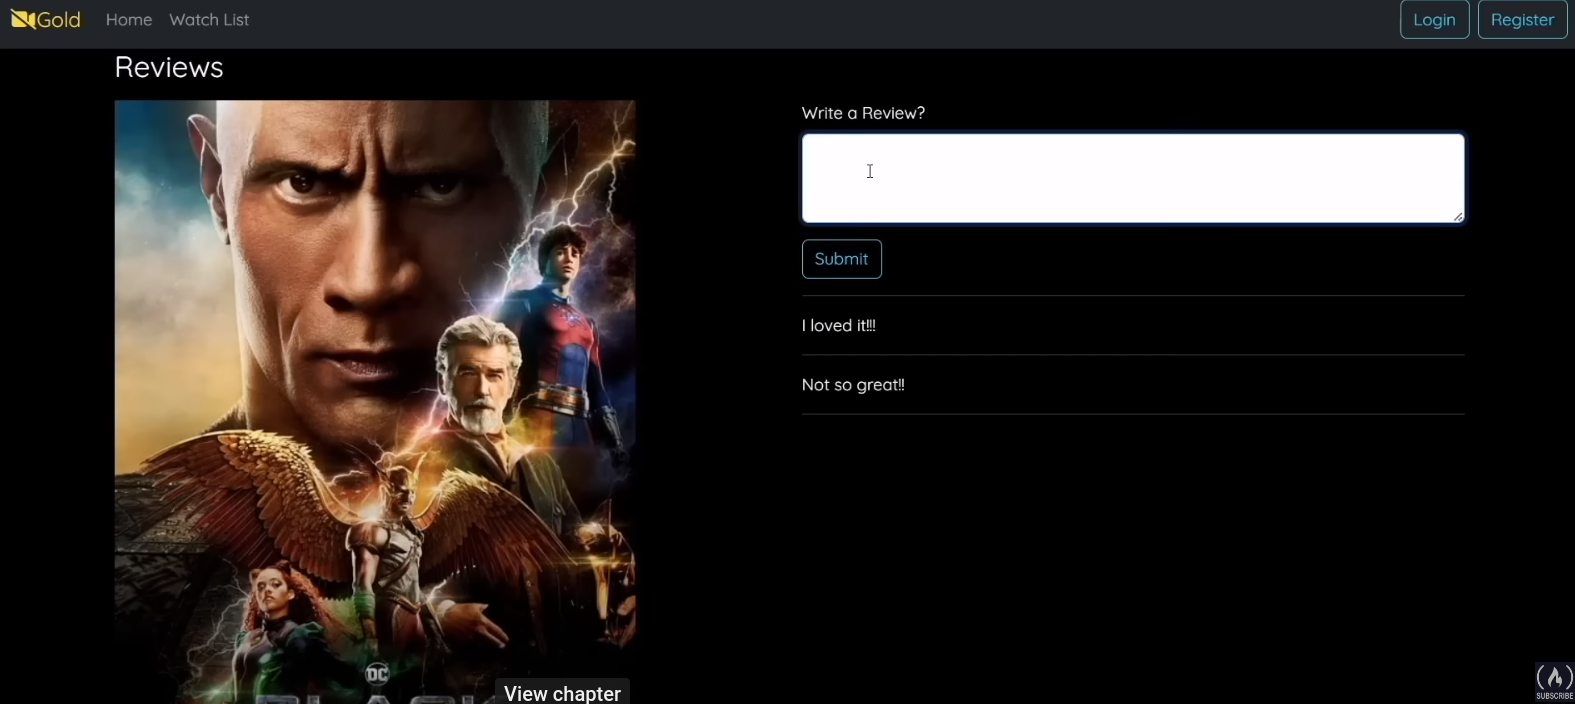 Gold
Home
Watch List
Login
Register
Reviews
Write a Review?
Submit
I loved it!!!
Not so great!!
DC
View chapter
SUBSCRIBE